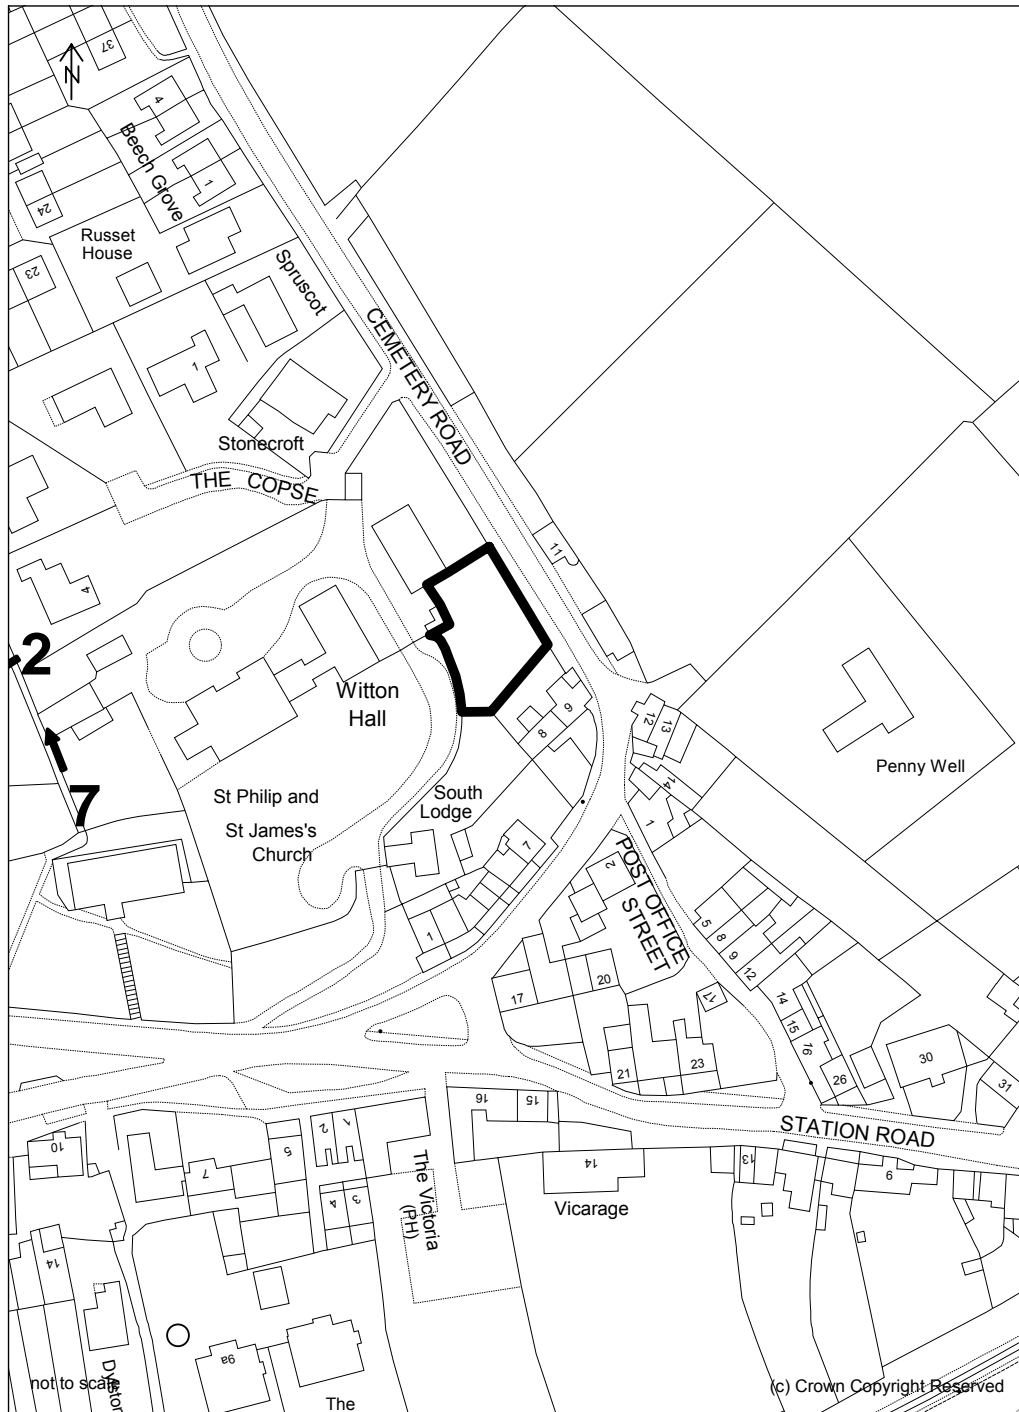 37
N
4
Beech Grove
1
24
Russet
House
23
Spruscot
CEMETERY ROAD
1
Stonecroft
THE COPSE
11
4
2
Witton
Hall
12
13
9
8
Penny Well
7
14
1
St Philip and
St James's
Church
South
Lodge
7
2
POST OFFICE
STREET
1
5
8
9
12
17
20
17
14
15
16
21
23
26
30
31
16
15
STATION ROAD
10
7
5
2
1
4
3
The Victoria
(PH)
14
13
9
Vicarage
14
9a
not to scale
(c) Crown Copyright Reserved
The